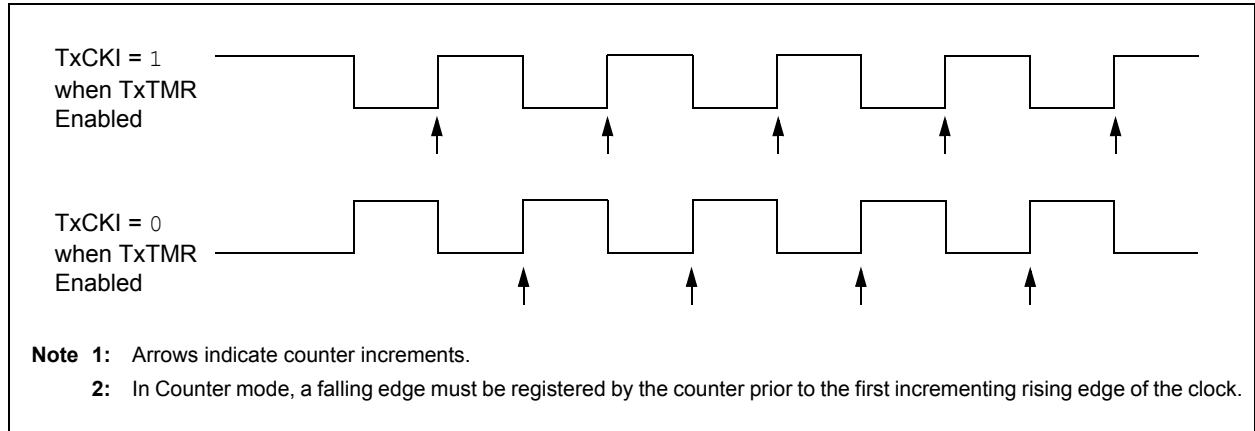 TxCKI = 1
when TxTMR
Enabled
TxCKI = 0
when TxTMR
Enabled
Note 1: Arrows indicate counter increments.
2: In Counter mode, a falling edge must be registered by the counter prior to the first incrementing rising edge of the clock.